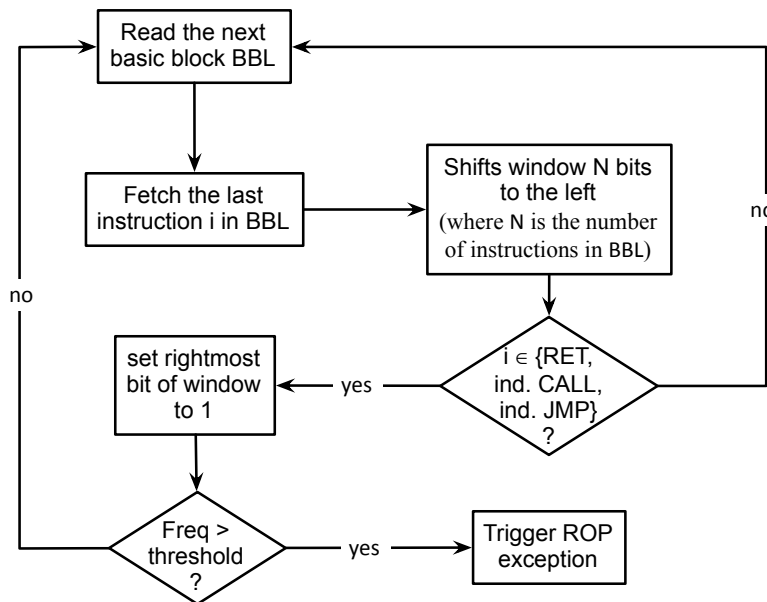 Read the next
basic block BBL
Fetch the last
instruction i in BBL
Shifts window N bits
to the left
(where N is the number
of instructions in BBL)
no
no
i ∈ {RET,
ind. CALL,
ind. JMP}
?
yes
set rightmost
bit of window
to 1
Freq >
threshold
?
yes
Trigger ROP
exception